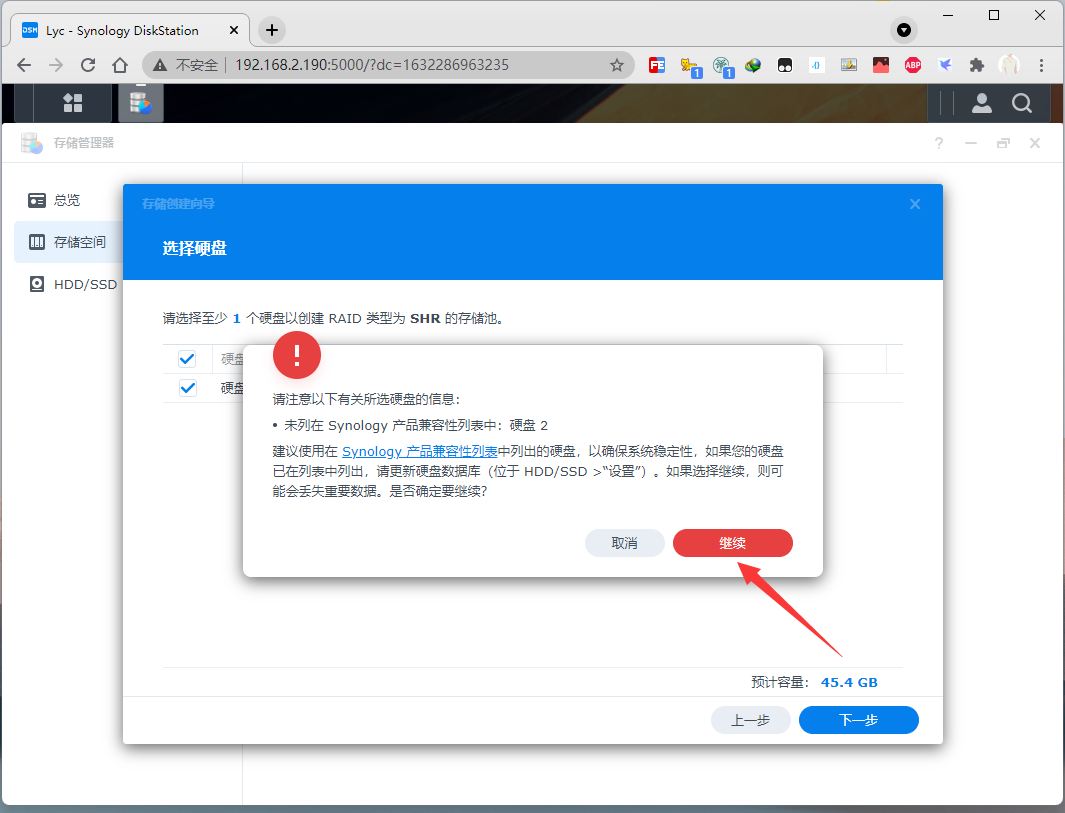 Lyc - Synology DiskStation
不安全
192.168.2.190:5000/?dc=1632286963235
存储管理器
总览
存储空间
HDD/SSD
存储创建向导
选择硬盘
请选择至少 1 个硬盘以创建 RAID 类型为 SHR 的存储池。
硬盘
硬盘
请注意以下有关所选硬盘的信息：
• 未列在 Synology 产品兼容性列表中：硬盘 2
建议使用在 Synology 产品兼容性列表中列出的硬盘，以确保系统稳定性，如果您的硬盘
已在列表中列出，请更新硬盘数据库（位于 HDD/SSD >“设置”）。如果选择继续，则可
能会丢失重要数据。是否确定要继续？
取消
继续
预计容量： 45.4 GB
上一步
下一步